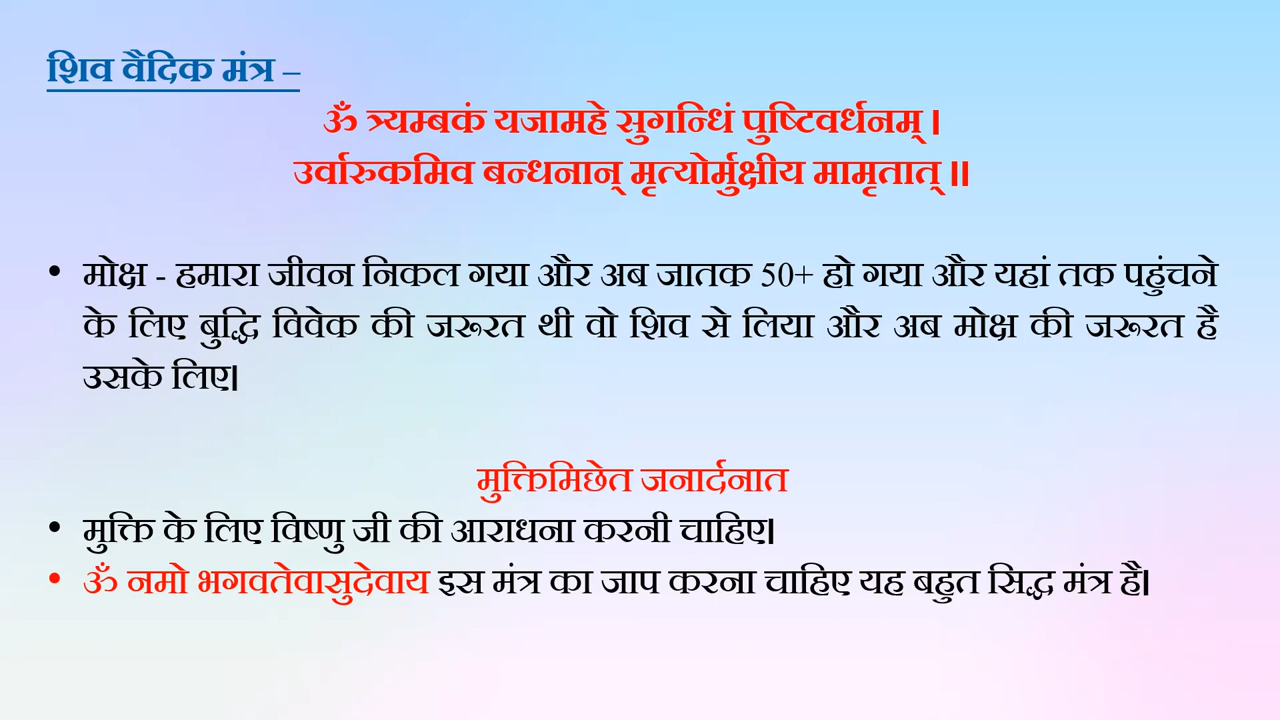 शिव वैदिक मंत्र –
ॐ त्र्यम्बकं यजामहे सुगन्धिं पुष्टिवर्धनम् ।
उर्वारुकमिव बन्धनान् मृत्योर्मुक्षीय मामृतात् ॥
• मोक्ष - हमारा जीवन निकल गया और अब जातक 50+ हो गया और यहां तक पहुंचने
के लिए बुद्धि विवेक की जरूरत थी वो शिव से लिया और अब मोक्ष की जरूरत है
उसके लिए।
मुक्तिमिछेत जनार्दनात
• मुक्ति के लिए विष्णु जी की आराधना करनी चाहिए।
• ॐ नमो भगवतेवासुदेवाय इस मंत्र का जाप करना चाहिए यह बहुत सिद्ध मंत्र है।